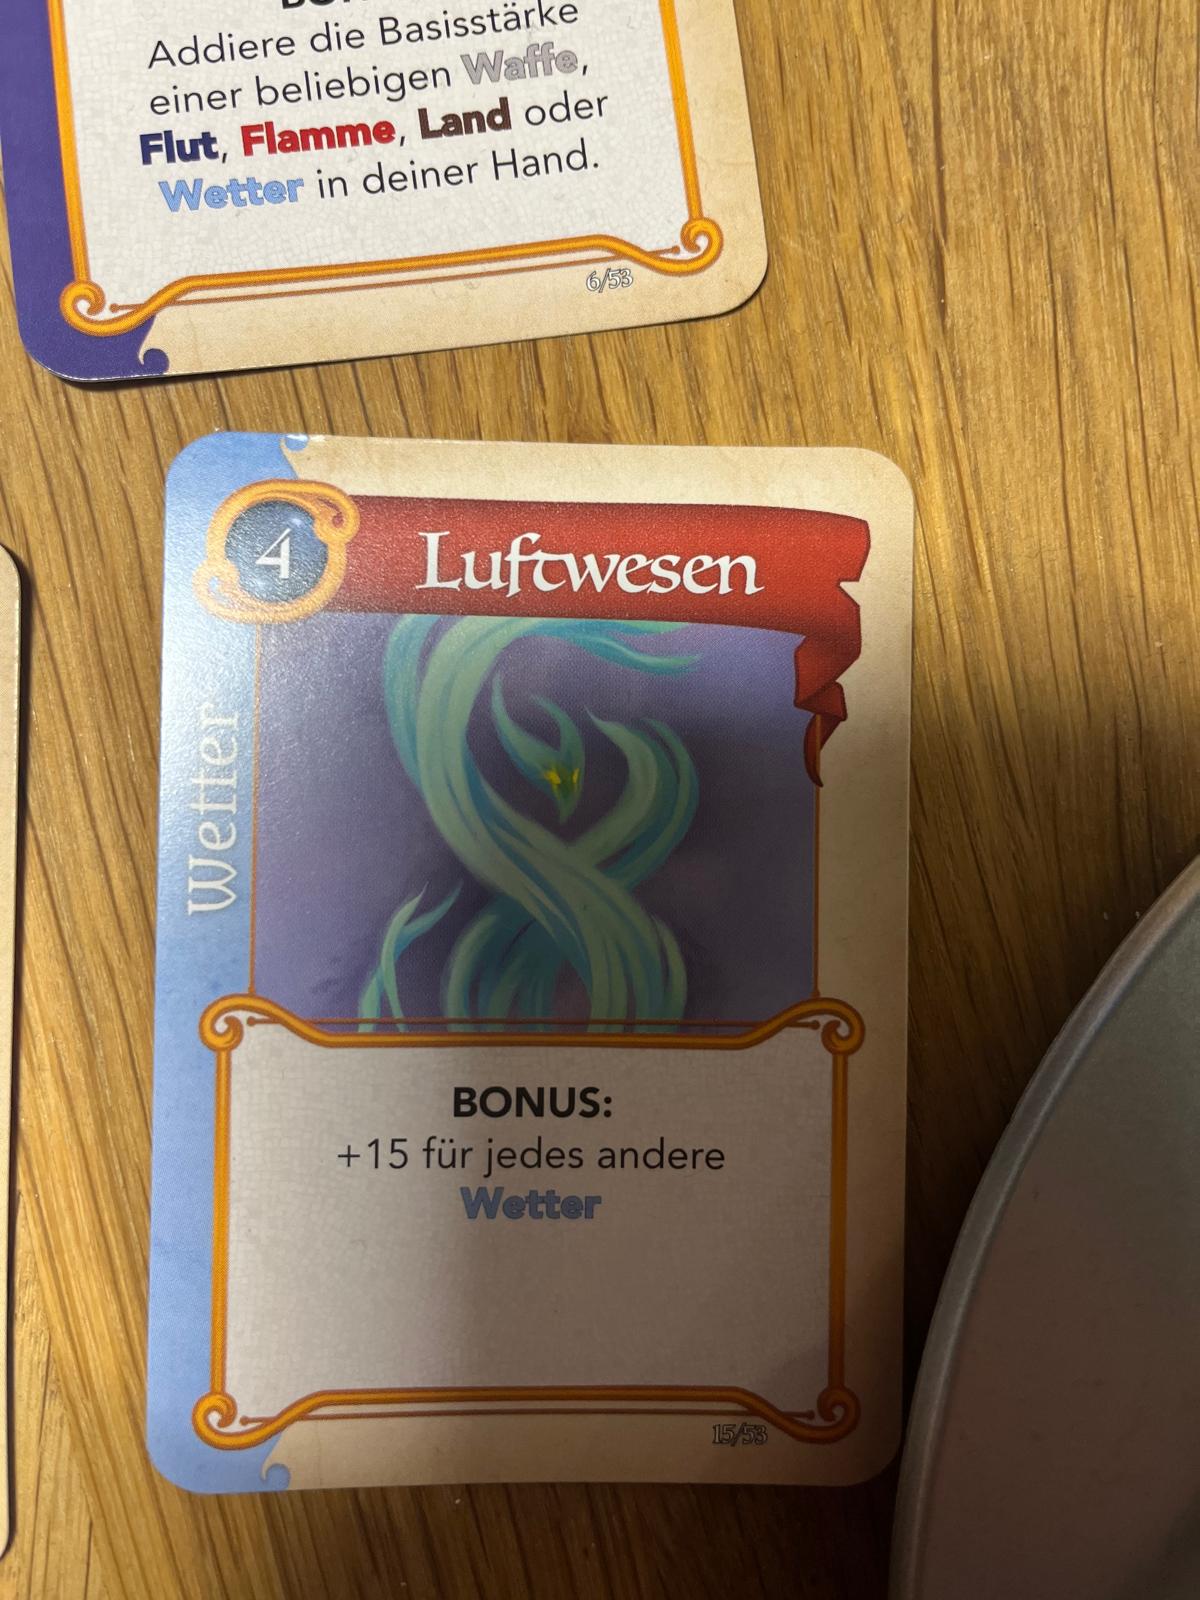 Addiere die Basisstärke
einer beliebigen Waffe,
Flut, Flamme, Land oder
Wetter in deiner Hand.
6/53
4
Luftwesen
Wetter
BONUS:
+15 für jedes andere
Wetter
15/53